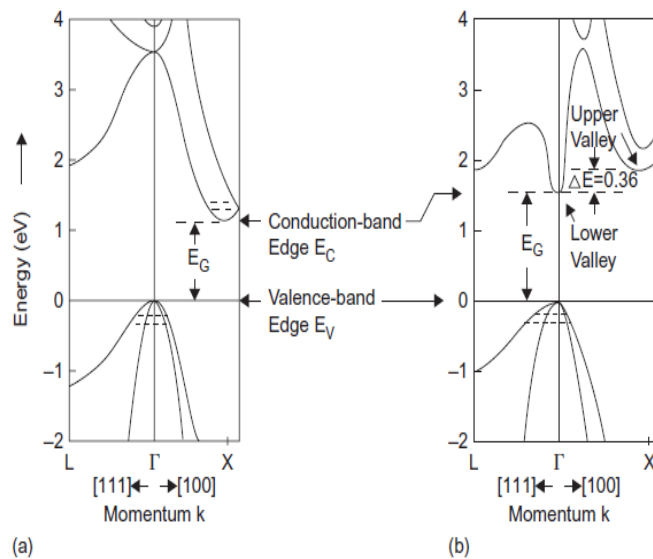 4
3
2
1
0
–1
–2
Energy (eV)
E_G
L
Γ
X
[111]
[100]
Momentum k
(a)
Conduction-band
Edge E_C
Valence-band
Edge E_V
4
3
2
1
0
–1
–2
Upper
Valley
ΔE=0.36
E_G
Lower
Valley
L
Γ
X
[111]
[100]
Momentum k
(b)